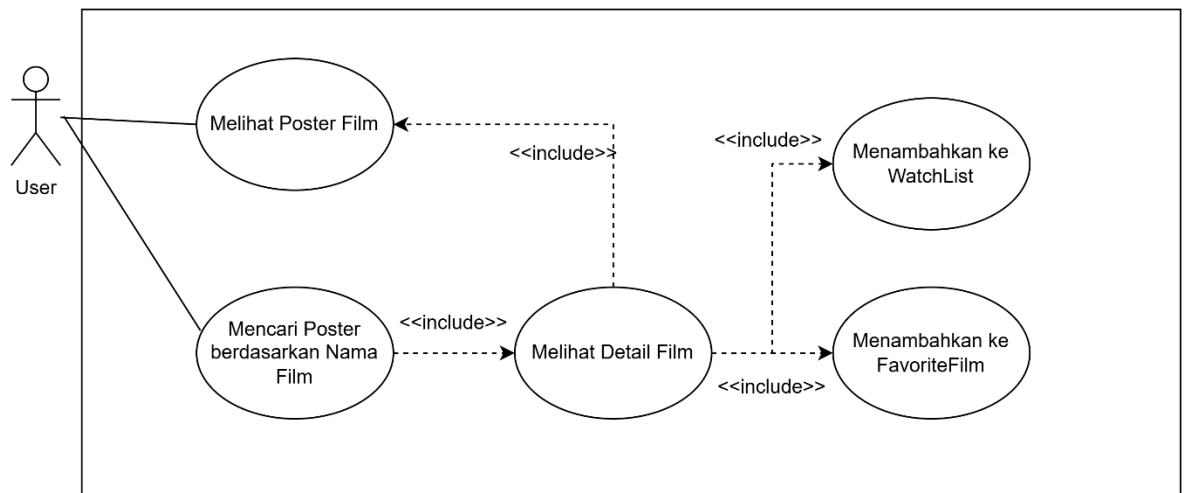 User
Melihat Poster Film
<<include>>
<<include>>
Menambahkan ke
WatchList
Mencari Poster
berdasarkan Nama
Film
<<include>>
Melihat Detail Film
<<include>>
Menambahkan ke
FavoriteFilm